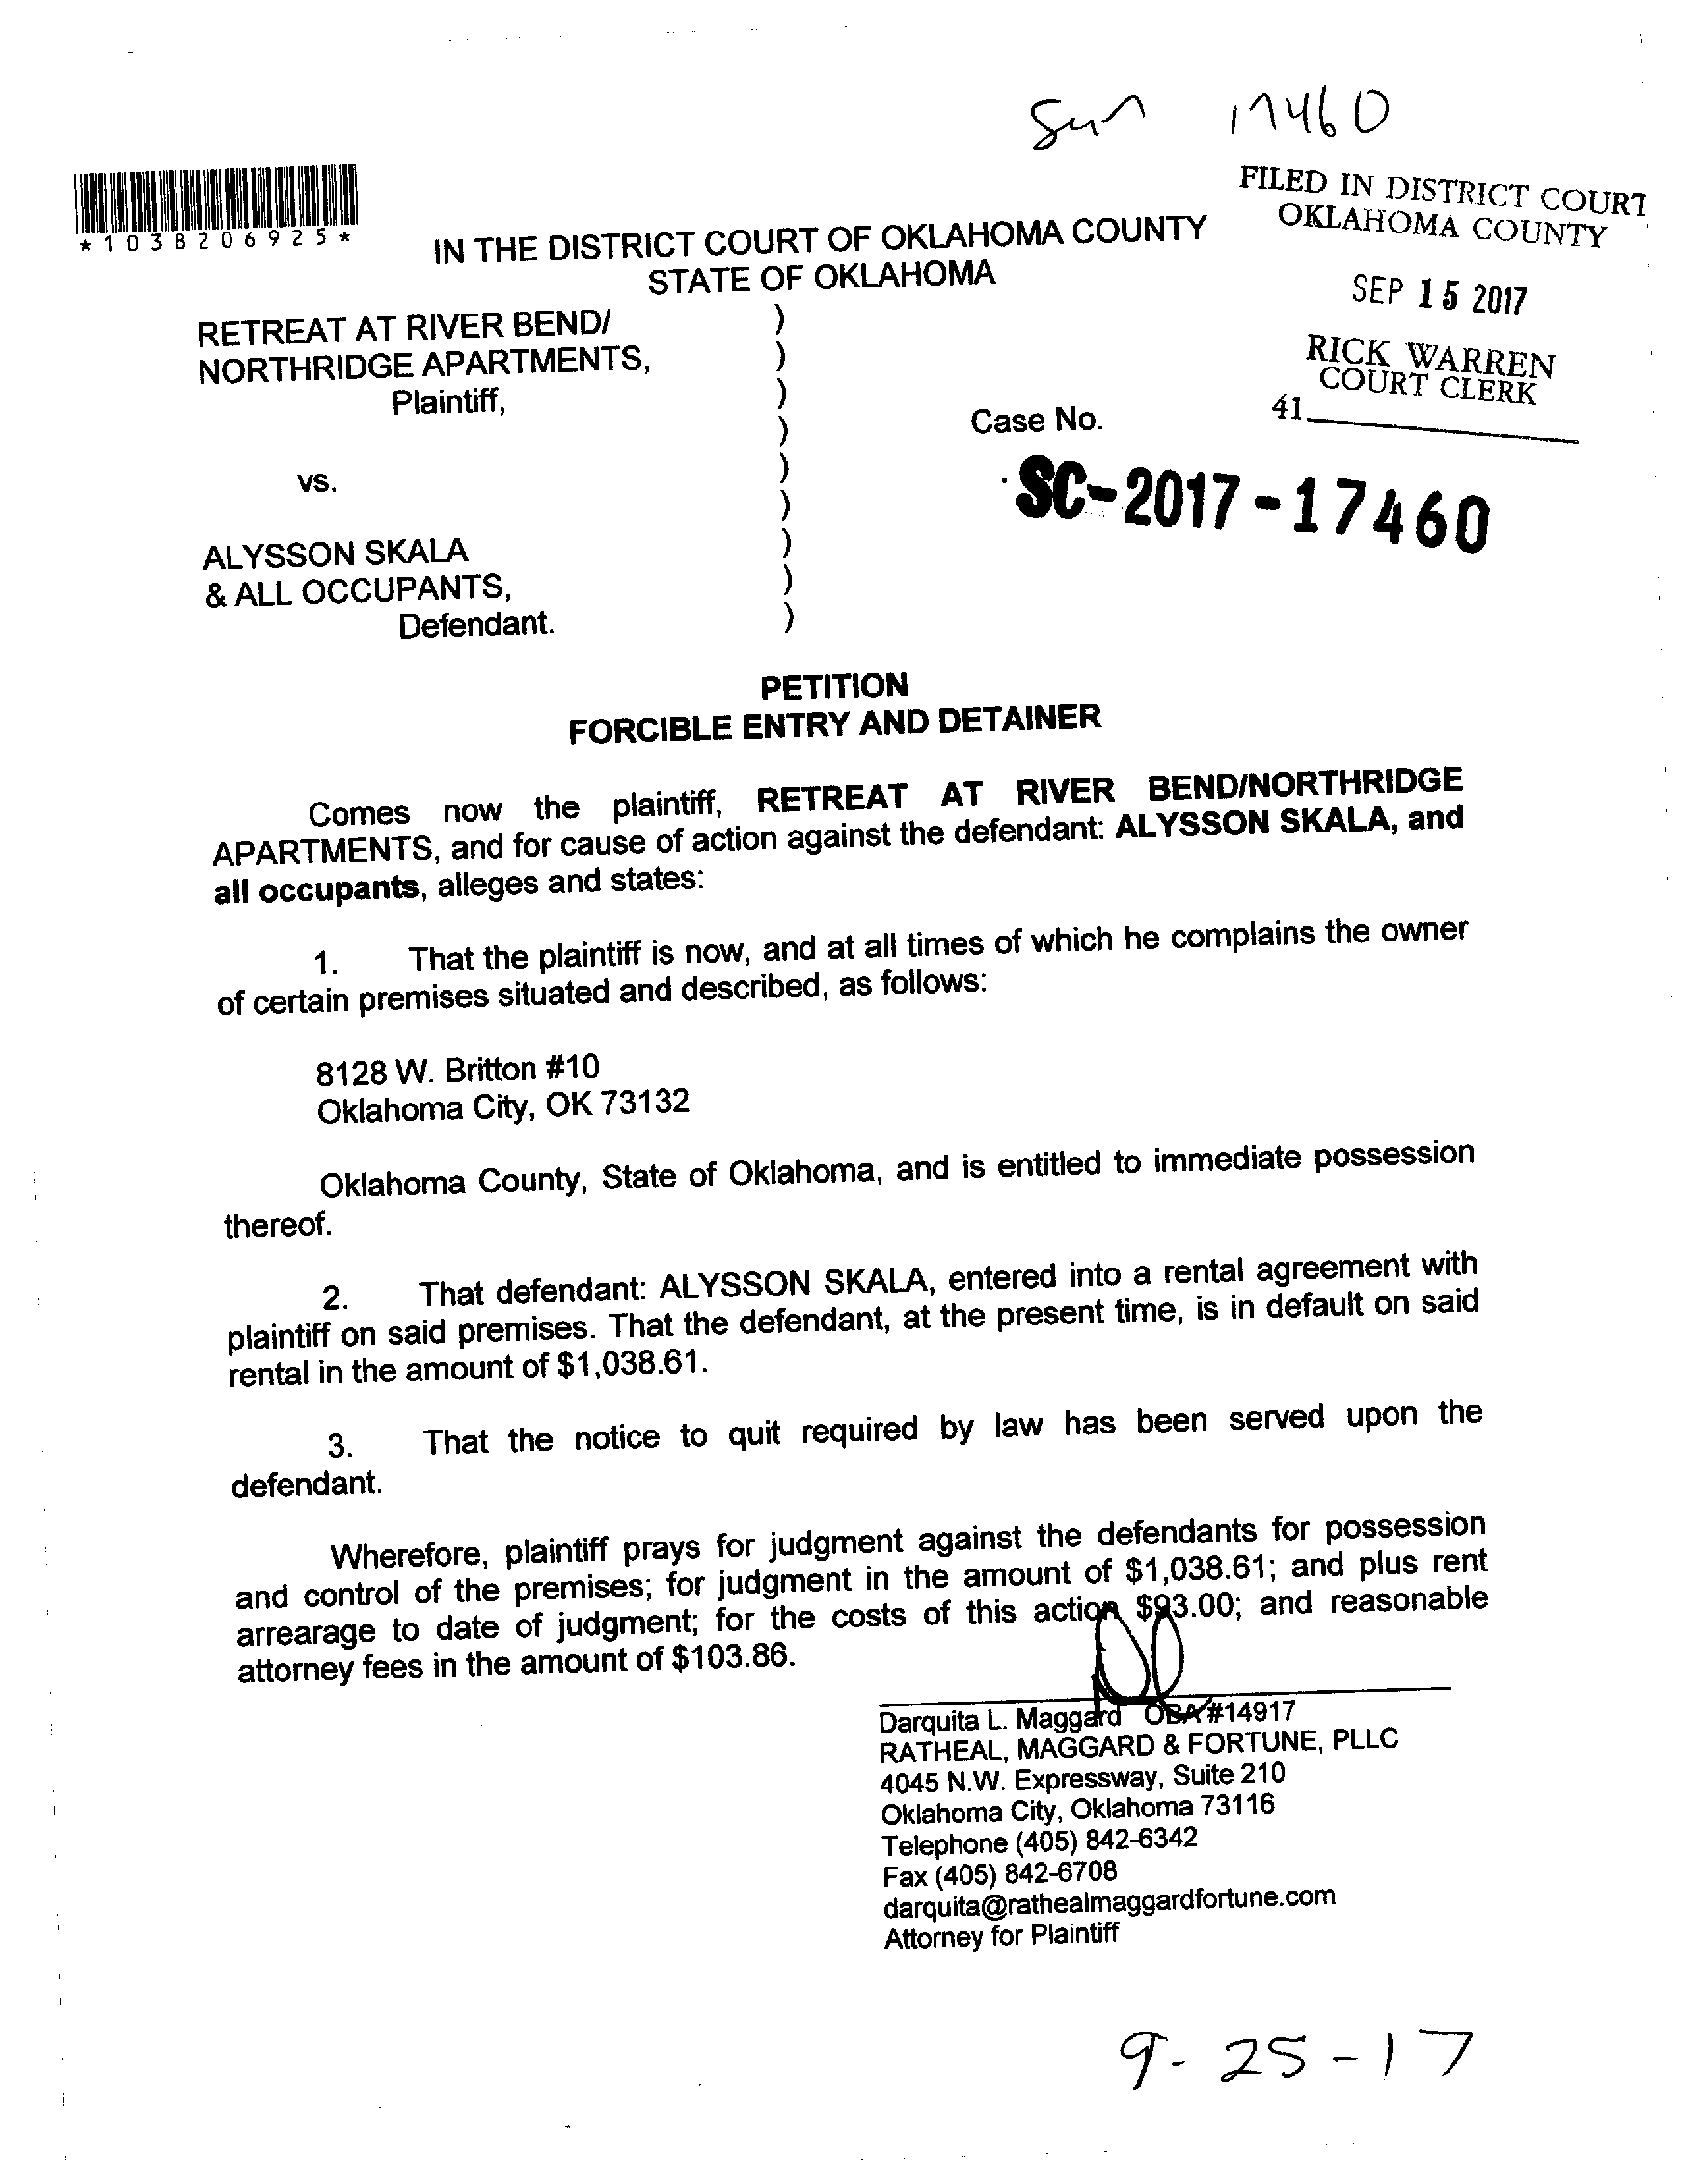 17460
*1038206925*
FILED IN DISTRICT COURT
OKLAHOMA COUNTY
IN THE DISTRICT COURT OF OKLAHOMA COUNTY
STATE OF OKLAHOMA
SEP 15 2017
RICK WARREN
COURT CLERK
41
RETREAT AT RIVER BEND/ )
NORTHRIDGE APARTMENTS, )
Plaintiff, )
) Case No.
vs. )
) SC-2017-17460
ALYSSON SKALA )
& ALL OCCUPANTS, )
Defendant. )
PETITION
FORCIBLE ENTRY AND DETAINER
Comes now the plaintiff, RETREAT AT RIVER BEND/NORTHRIDGE
APARTMENTS, and for cause of action against the defendant: ALYSSON SKALA, and
all occupants, alleges and states:
1. That the plaintiff is now, and at all times of which he complains the owner
of certain premises situated and described, as follows:
8128 W. Britton #10
Oklahoma City, OK 73132
Oklahoma County, State of Oklahoma, and is entitled to immediate possession
thereof.
2. That defendant: ALYSSON SKALA, entered into a rental agreement with
plaintiff on said premises. That the defendant, at the present time, is in default on said
rental in the amount of $1,038.61.
3. That the notice to quit required by law has been served upon the
defendant.
Wherefore, plaintiff prays for judgment against the defendants for possession
and control of the premises; for judgment in the amount of $1,038.61; and plus rent
arrearage to date of judgment; for the costs of this action $93.00; and reasonable
attorney fees in the amount of $103.86.
Darquita L. Maggard OBA #14917
RATHEAL, MAGGARD & FORTUNE, PLLC
4045 N.W. Expressway, Suite 210
Oklahoma City, Oklahoma 73116
Telephone (405) 842-6342
Fax (405) 842-6708
darquita@rathealmaggardfortune.com
Attorney for Plaintiff
9-25-17